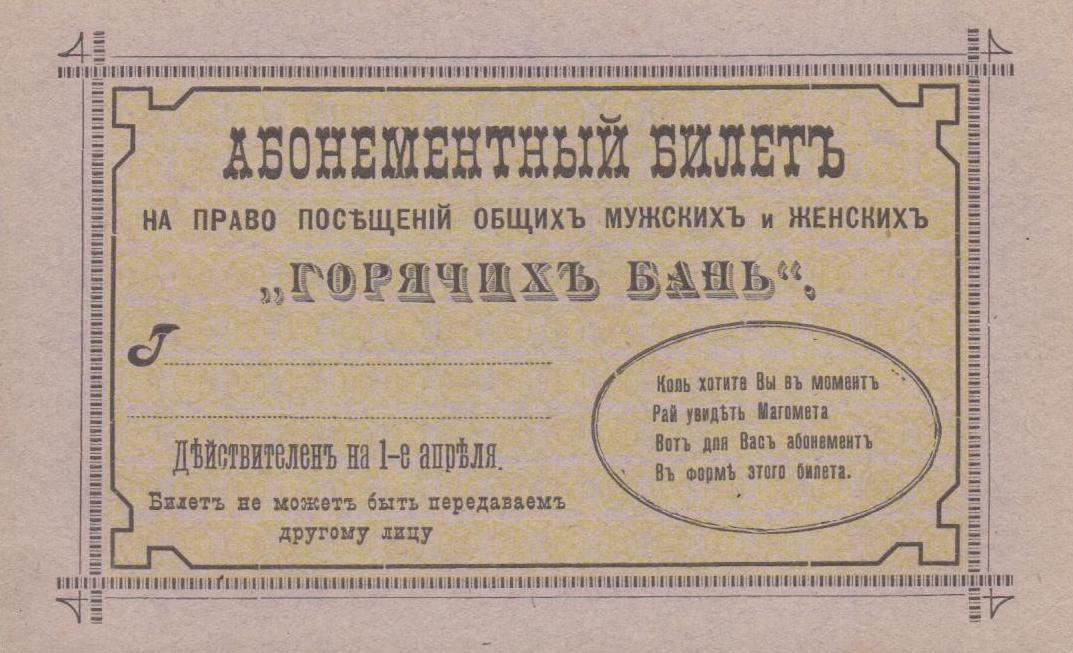 АБОНЕМЕНТНЫЙ БИЛЕТЪ
НА ПРАВО ПОСѢЩЕНІЙ ОБЩИХЪ МУЖСКИХЪ и ЖЕНСКИХЪ
„ГОРЯЧИХЪ БАНЬ“.
Г
Дѣйствителенъ на 1-е апрѣля.
Билетъ не можетъ быть передаваемъ
другому лицу
Коль хотите Вы въ моментъ
Рай увидѣть Магомета
Вотъ для Васъ абонементъ
Въ формѣ этого билета.